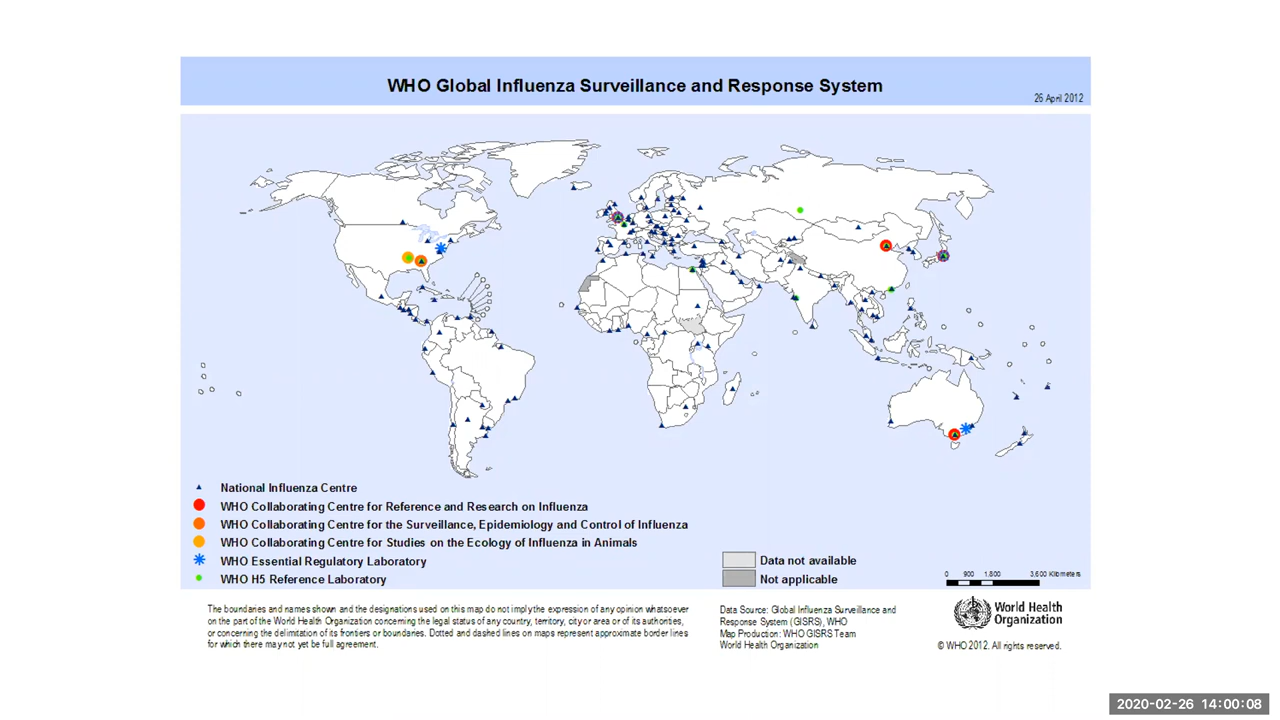 WHO Global Influenza Surveillance and Response System
26 April 2012
National Influenza Centre
WHO Collaborating Centre for Reference and Research on Influenza
WHO Collaborating Centre for the Surveillance, Epidemiology and Control of Influenza
WHO Collaborating Centre for Studies on the Ecology of Influenza in Animals
WHO Essential Regulatory Laboratory
WHO H5 Reference Laboratory
Data not available
Not applicable
0 900 1,800 3,600 Kilometers
The boundaries and names shown and the designations used on this map do not imply the expression of any opinion whatsoever
on the part of the World Health Organization concerning the legal status of any country, territory, city or area or of its authorities,
or concerning the delimitation of its frontiers or boundaries. Dotted and dashed lines on maps represent approximate border lines
for which there may not yet be full agreement.
Data Source: Global Influenza Surveillance and
Response System (GISRS), WHO
Map Production: WHO GISRS Team
World Health Organization
World Health
Organization
© WHO 2012. All rights reserved.
2020-02-26 14:00:08